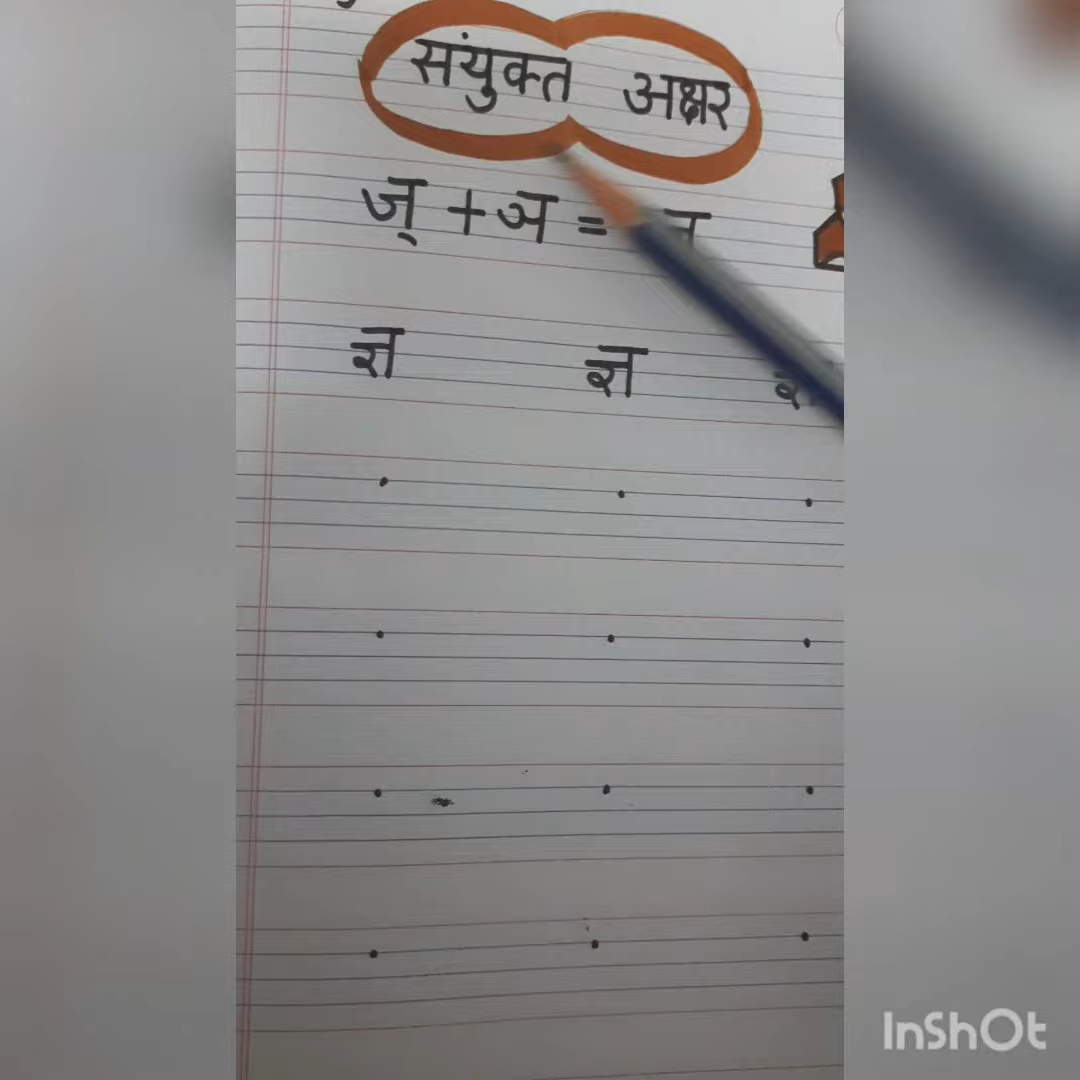 संयुक्त अक्षर
ज् + ञ =
ज्ञ ज्ञ
InShOt